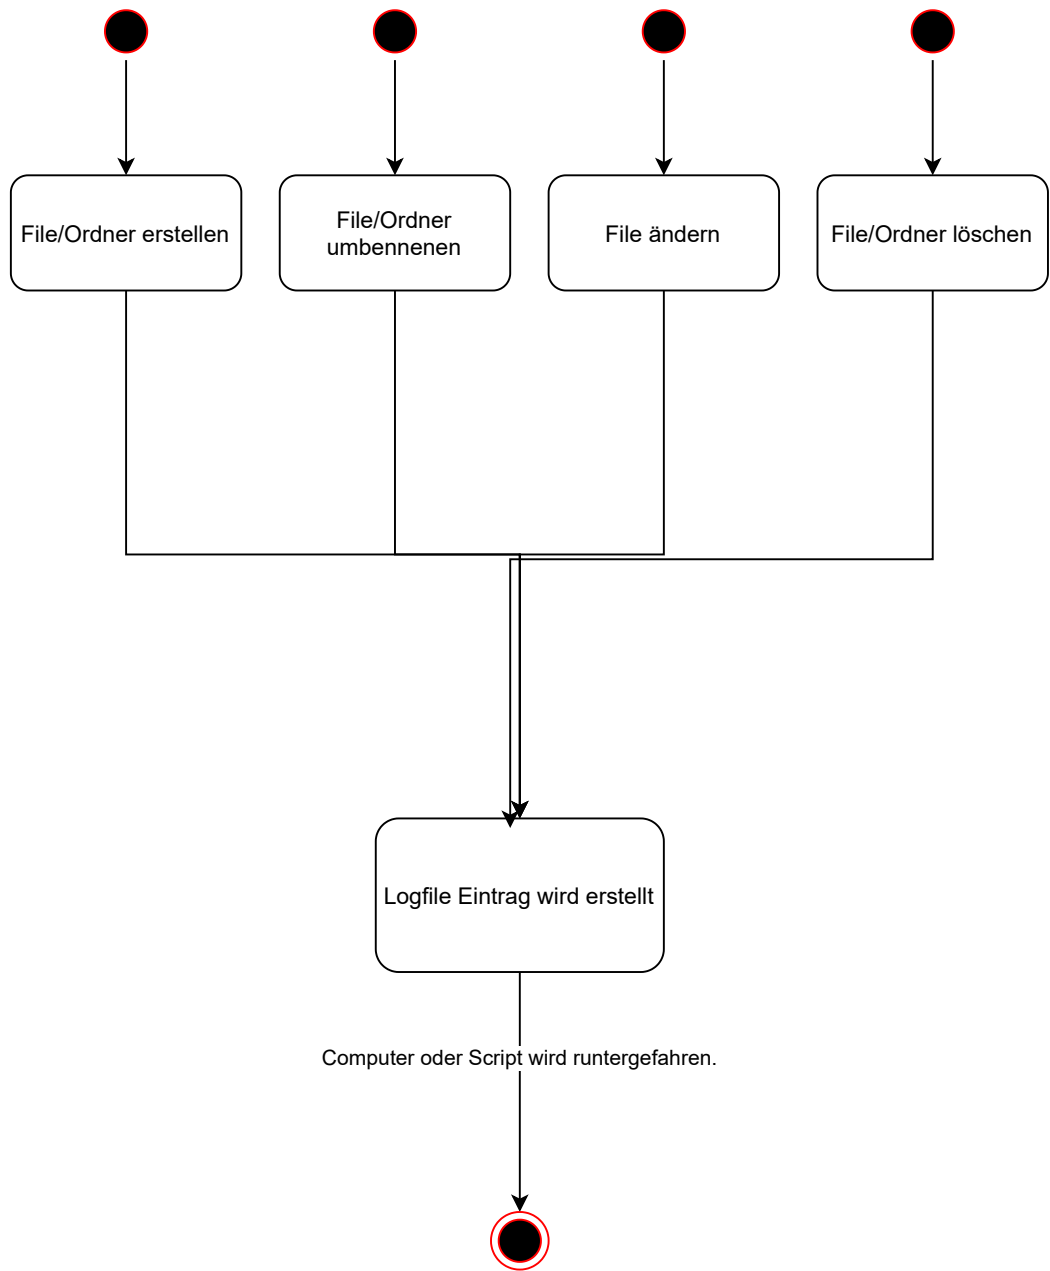 File/Ordner erstellen
File/Ordner
umbennenen
File ändern
File/Ordner löschen
Logfile Eintrag wird erstellt
Computer oder Script wird runtergefahren.